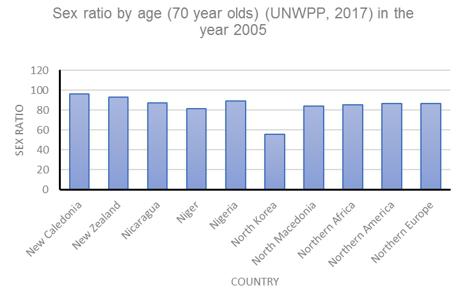 Sex ratio by age (70 year olds) (UNWPP, 2017) in the
year 2005
120
100
80
60
40
20
0
SEX RATIO
New Caledonia
New Zealand
Nicaragua
Niger
Nigeria
North Korea
North Macedonia
Northern Africa
Northern America
Northern Europe
COUNTRY